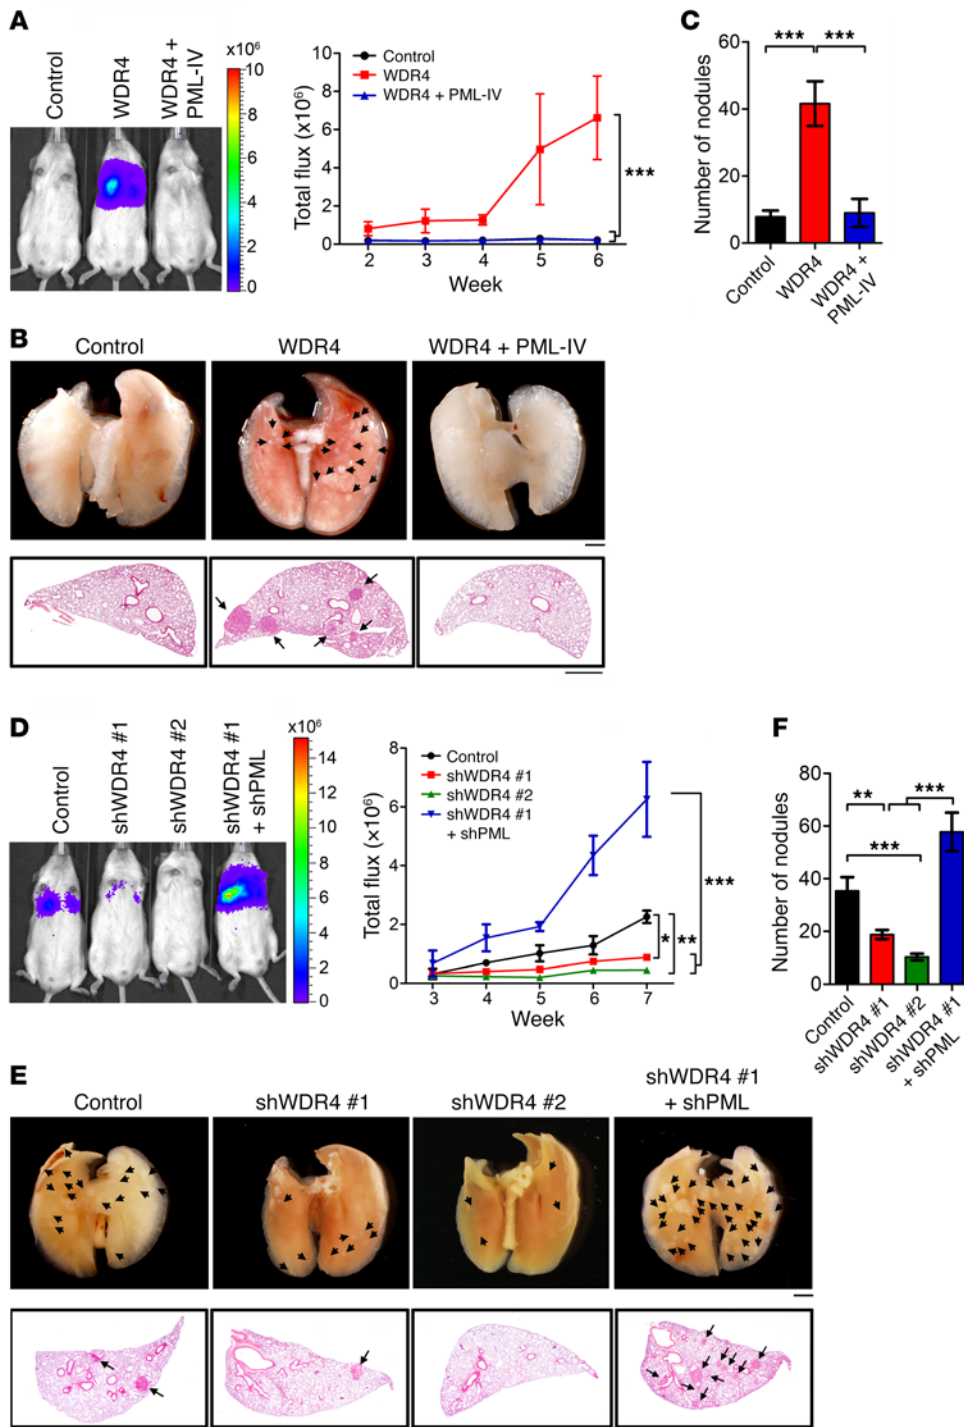 A
Control
WDR4
WDR4 +
PML-IV
x10⁶
10
8
6
4
2
0
Total flux (x10⁶)
10
8
6
4
2
0
Control
WDR4
WDR4 + PML-IV
***
2 3 4 5 6
Week
C
Number of nodules
60
40
20
0
*** ***
Control
WDR4
WDR4 +
PML-IV
B
Control WDR4 WDR4 + PML-IV
D
Control
shWDR4 #1
shWDR4 #2
shWDR4 #1
+ shPML
x10⁶
14
12
10
8
6
4
2
0
Total flux (×10⁶)
8
6
4
2
0
Control
shWDR4 #1
shWDR4 #2
shWDR4 #1
+ shPML
***
* **
3 4 5 6 7
Week
F
Number of nodules
80
60
40
20
0
** ***
***
Control
shWDR4 #1
shWDR4 #2
shWDR4 #1
+ shPML
E
Control shWDR4 #1 shWDR4 #2 shWDR4 #1
+ shPML